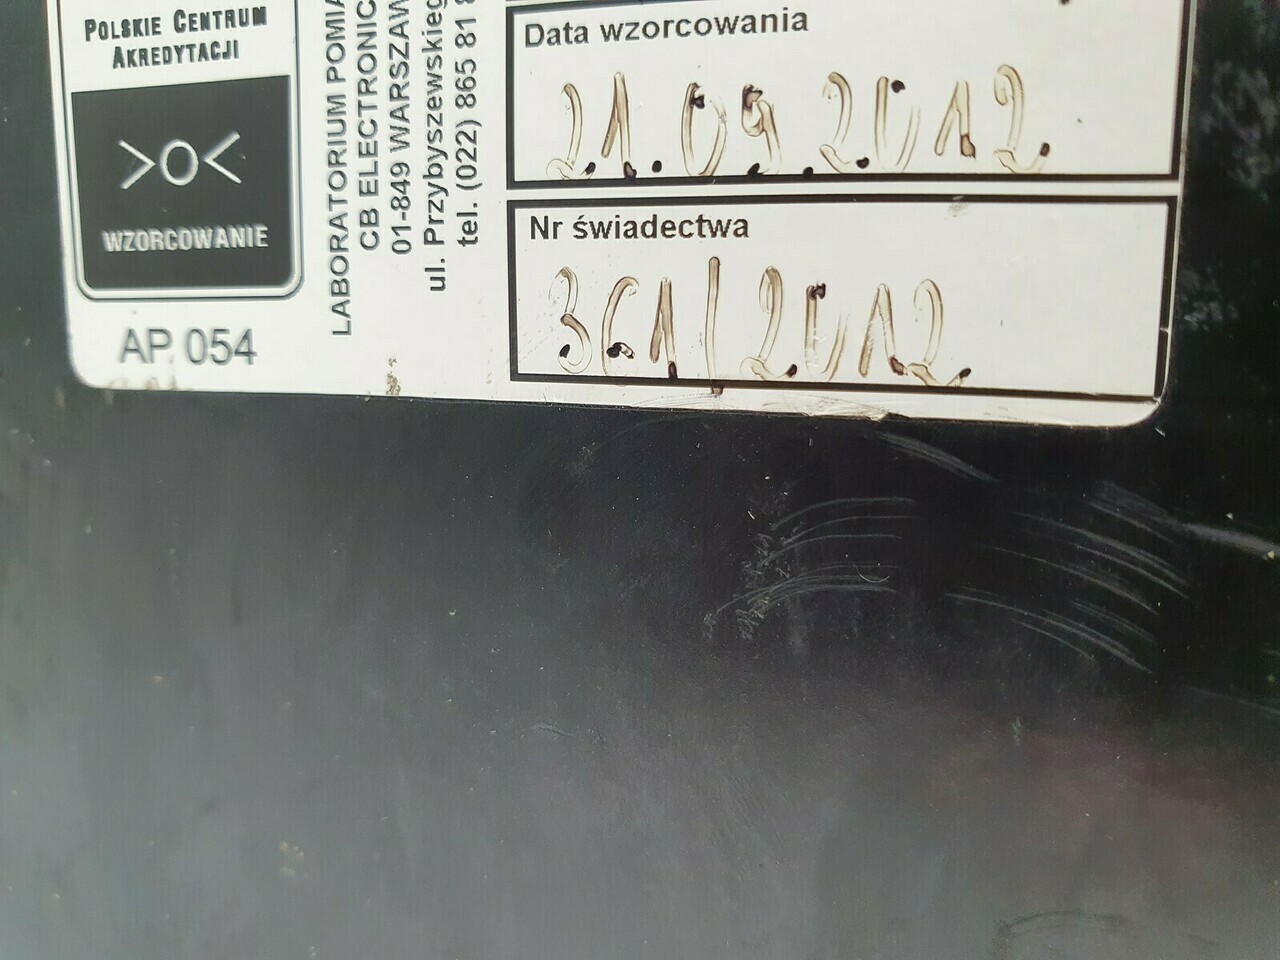 POLSKIE CENTRUM
AKREDYTACJI
>O<
WZORCOWANIE
AP 054
LABORATORIUM
CB ELECTRONIC
01-849 WARSZAW
ul. Przybyszewskieg
tel. (022) 865 81
Data wzorcowania
21.09.2012
Nr świadectwa
361/2012